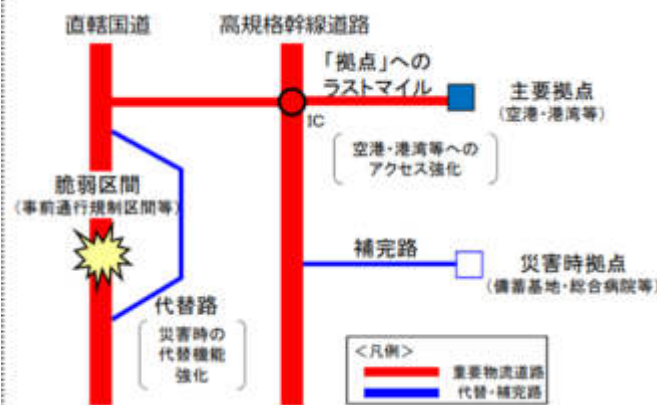 直轄国道
高規格幹線道路
「拠点」への
ラストマイル
主要拠点
(空港・港湾等)
IC
空港・港湾等への
アクセス強化
脆弱区間
(事前通行規制区間等)
補完路
災害時拠点
(備蓄基地・総合病院等)
代替路
災害時の
代替機能
強化
<凡例>
重要物流道路
代替・補完路